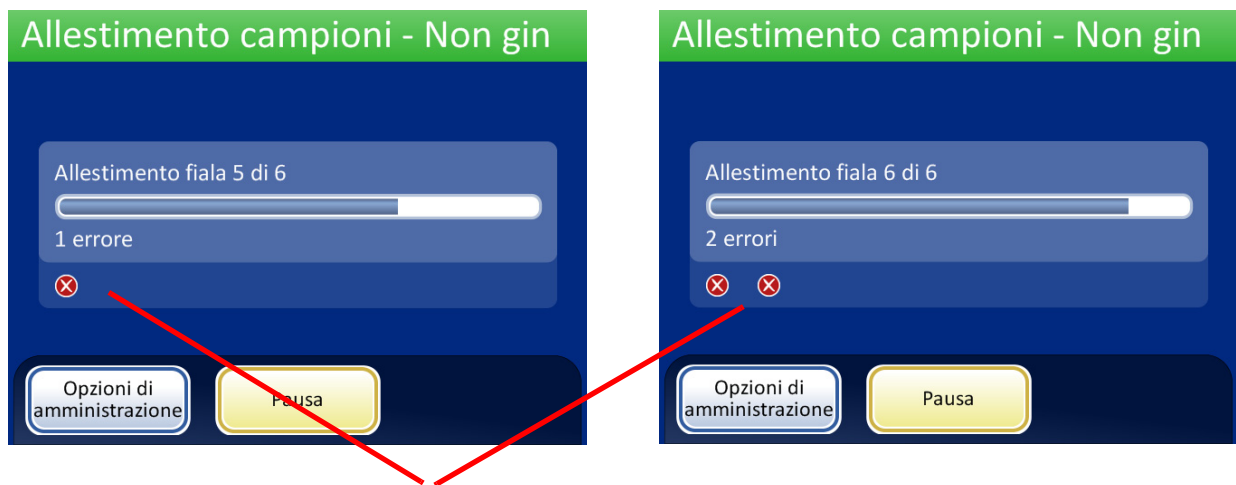 Allestimento campioni - Non gin
Allestimento fiala 5 di 6
1 errore
Opzioni di
amministrazione
Pausa
Allestimento campioni - Non gin
Allestimento fiala 6 di 6
2 errori
Opzioni di
amministrazione
Pausa